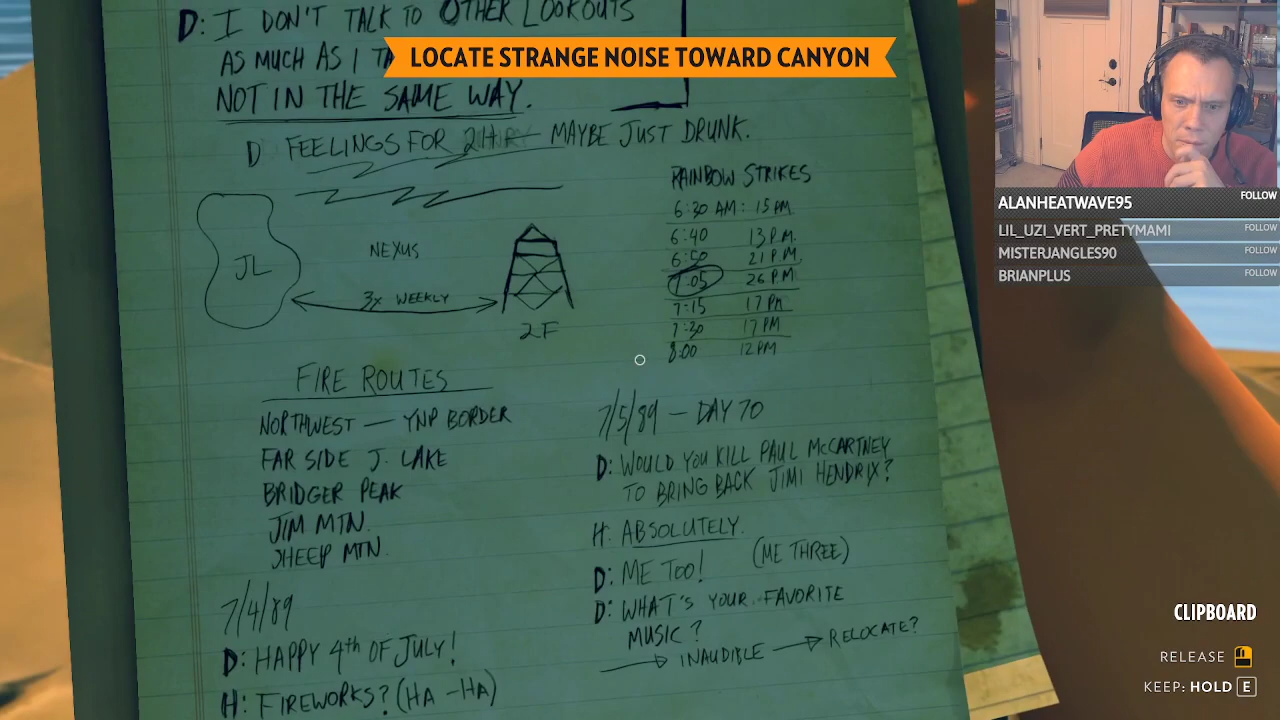 D: I DON'T TALK TO OTHER LOOKOUTS
AS MUCH AS I
NOT IN THE SAME WAY.
LOCATE STRANGE NOISE TOWARD CANYON
D FEELINGS FOR MAYBE JUST DRUNK.
JL
NEXUS
3x WEEKLY
2F
RAINBOW STRIKES
6:30 AM: 15 PM
6:40 13 P.M.
6:50 21 P.M.
7:05 26 P.M
7:15 17 PM
7:30 17 PM
8:00 12 PM
FIRE ROUTES
NORTHWEST — YNP BORDER
FAR SIDE J. LAKE
BRIDGER PEAK
JIM MTN.
SHEEP MTN.
7/4/89
D: HAPPY 4th OF JULY!
H: FIREWORKS? (HA-HA)
7/5/89 — DAY 70
D: WOULD YOU KILL PAUL McCARTNEY
TO BRING BACK JIMI HENDRIX?
H: ABSOLUTELY.
D: ME TOO! (ME THREE)
D: WHAT'S YOUR FAVORITE
MUSIC?
→ INAUDIBLE → RELOCATE?
ALANHEATWAVE95 FOLLOW
LIL_UZI_VERT_PRETYMAMI FOLLOW
MISTERJANGLES90 FOLLOW
BRIANPLUS FOLLOW
CLIPBOARD
RELEASE
KEEP: HOLD E